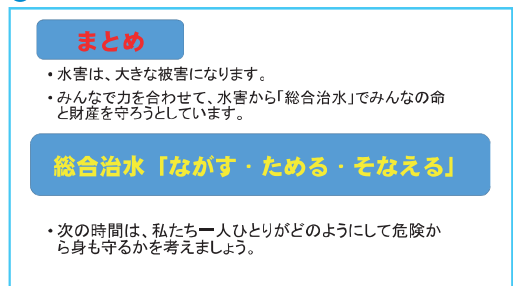 まとめ
・水害は、大きな被害になります。
・みんなで力を合わせて、水害から「総合治水」でみんなの命
と財産を守ろうとしています。
総合治水「ながす・ためる・そなえる」
・次の時間は、私たち一人ひとりがどのようにして危険か
ら身も守るかを考えましょう。